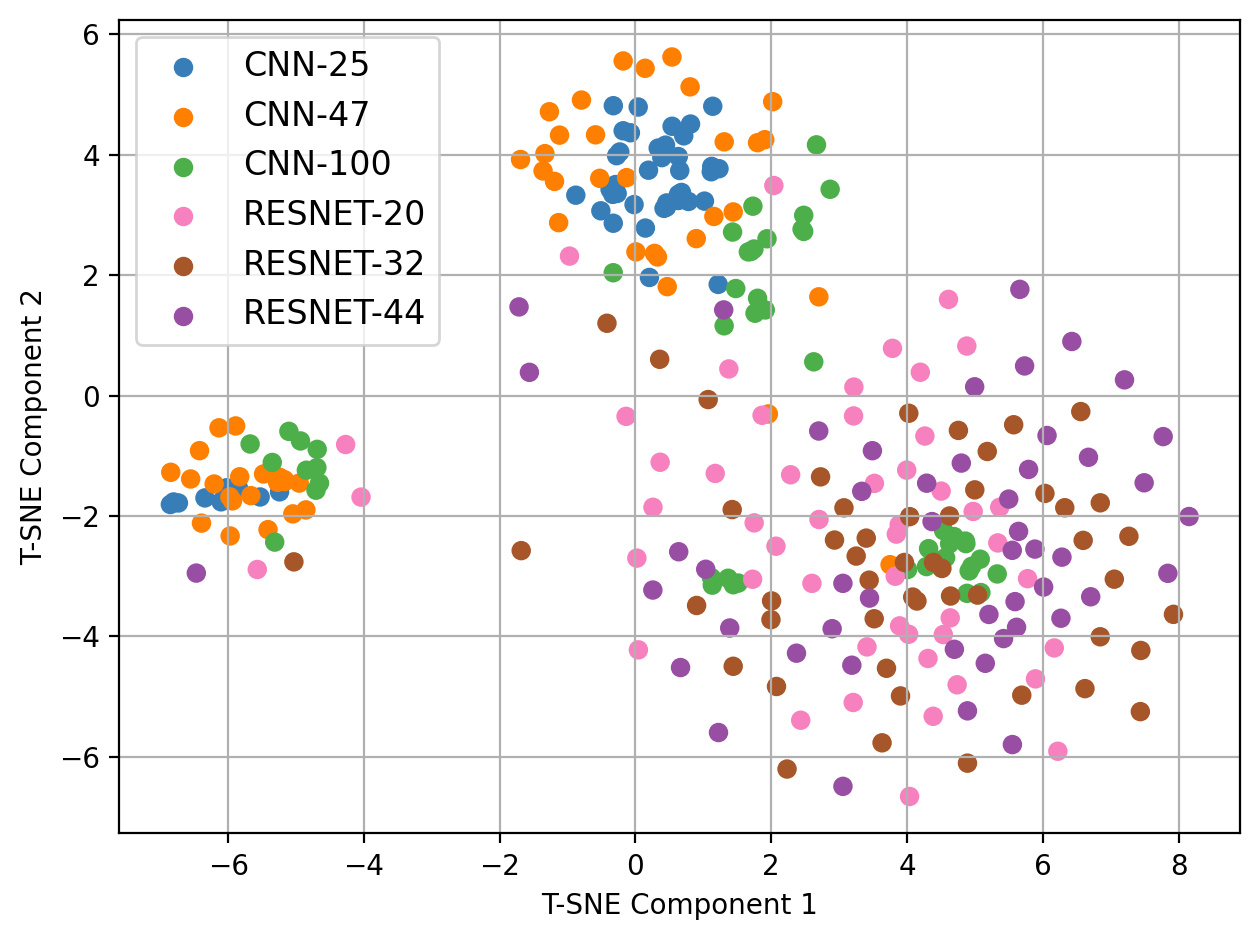 6
4
2
0
−2
−4
−6
T-SNE Component 2
CNN-25
CNN-47
CNN-100
RESNET-20
RESNET-32
RESNET-44
−6 −4 −2 0 2 4 6 8
T-SNE Component 1